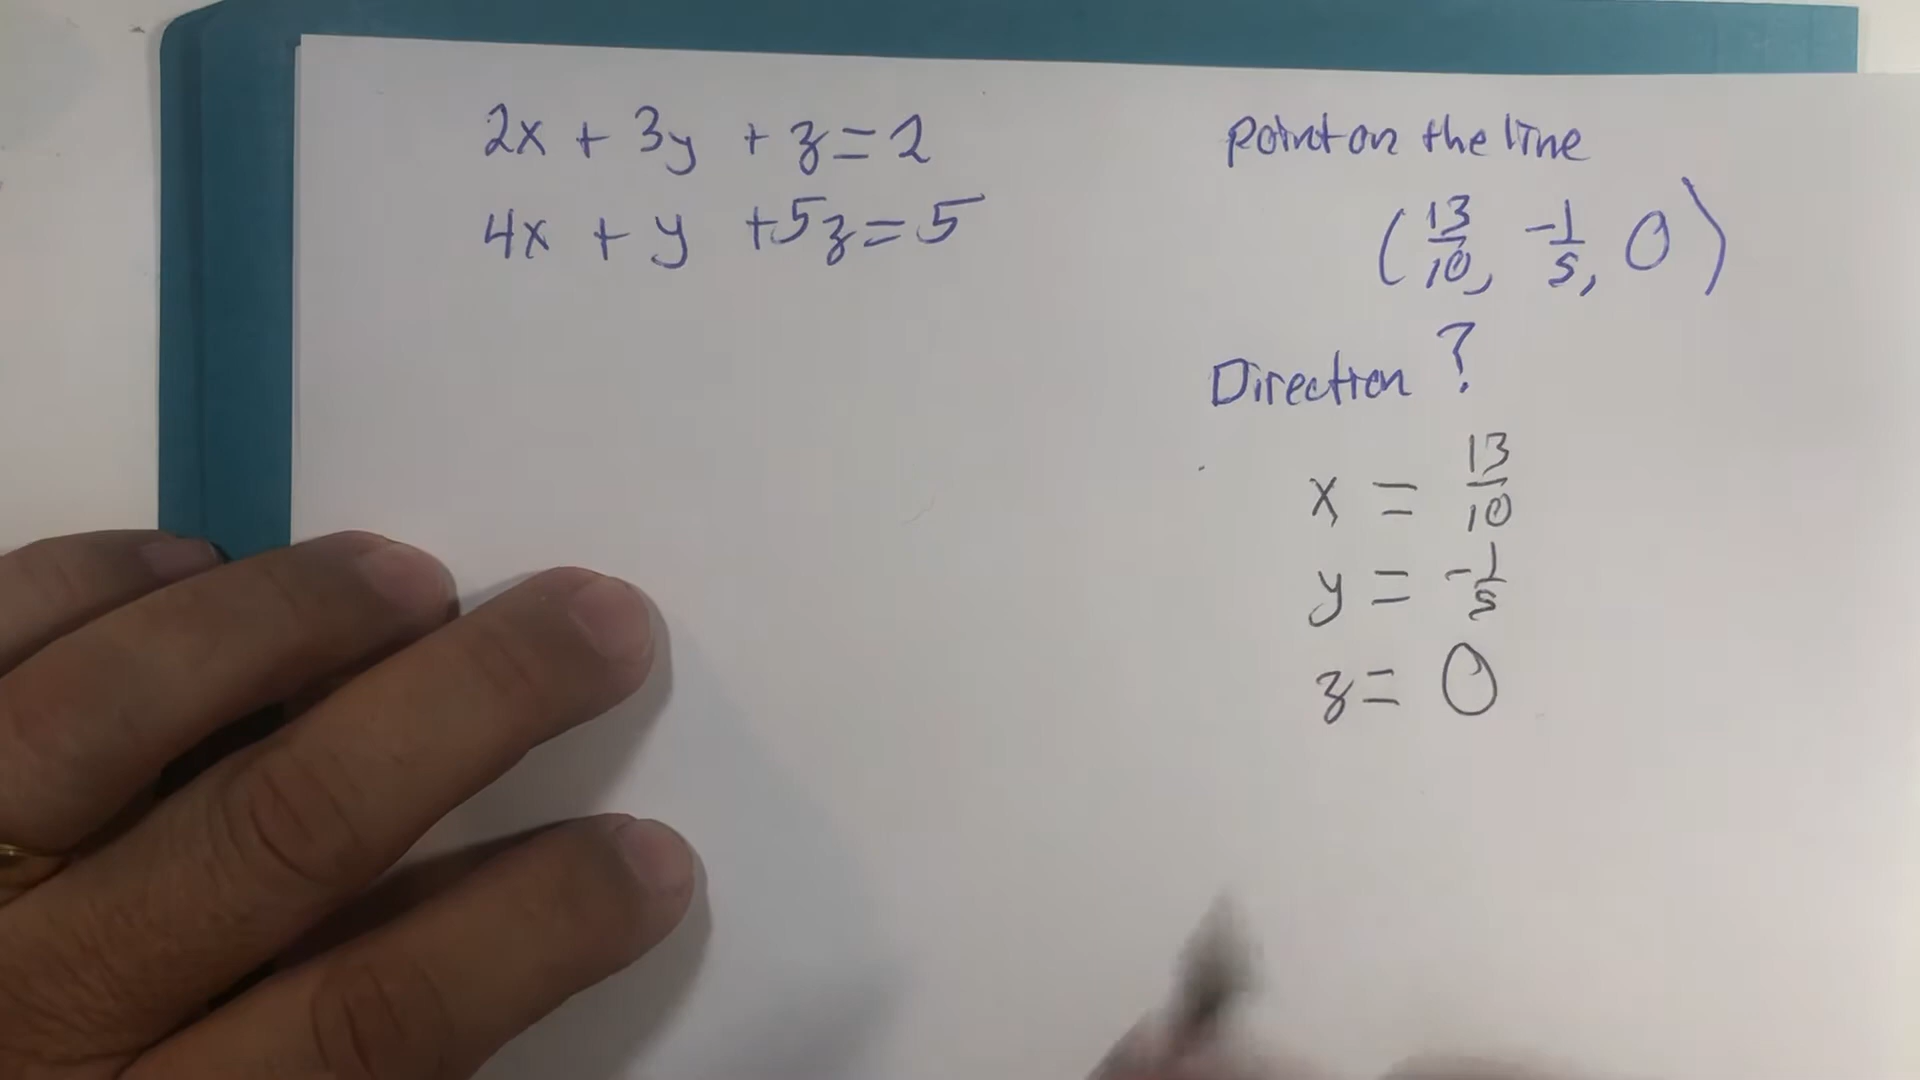 2x + 3y + z = 2
4x + y + 5z = 5
point on the line
(13/10, -1/5, 0)
Direction ?
x = 13/10
y = -1/5
z = 0